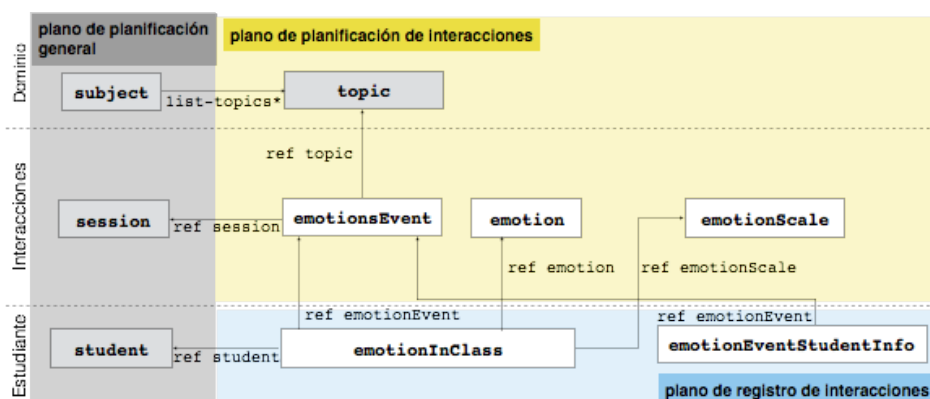 plano de planificación
general
plano de planificación de interacciones
Dominio
subject
list-topics*
topic
ref topic
Interacciones
session
ref session
emotionsEvent
emotion
emotionScale
ref emotion
ref emotionScale
Estudiante
ref emotionEvent
ref emotionEvent
student
ref student
emotionInClass
emotionEventStudentInfo
plano de registro de interacciones